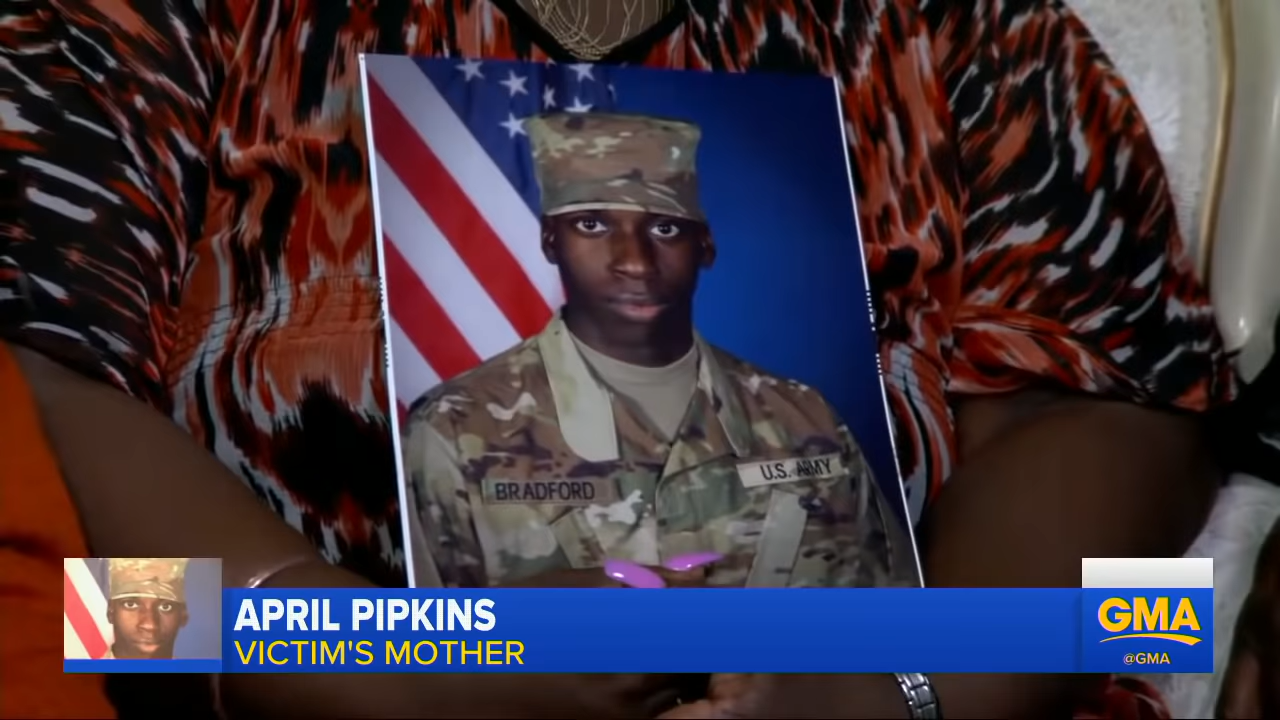 BRADFORD
U.S. ARMY
APRIL PIPKINS
VICTIM'S MOTHER
GMA
@GMA